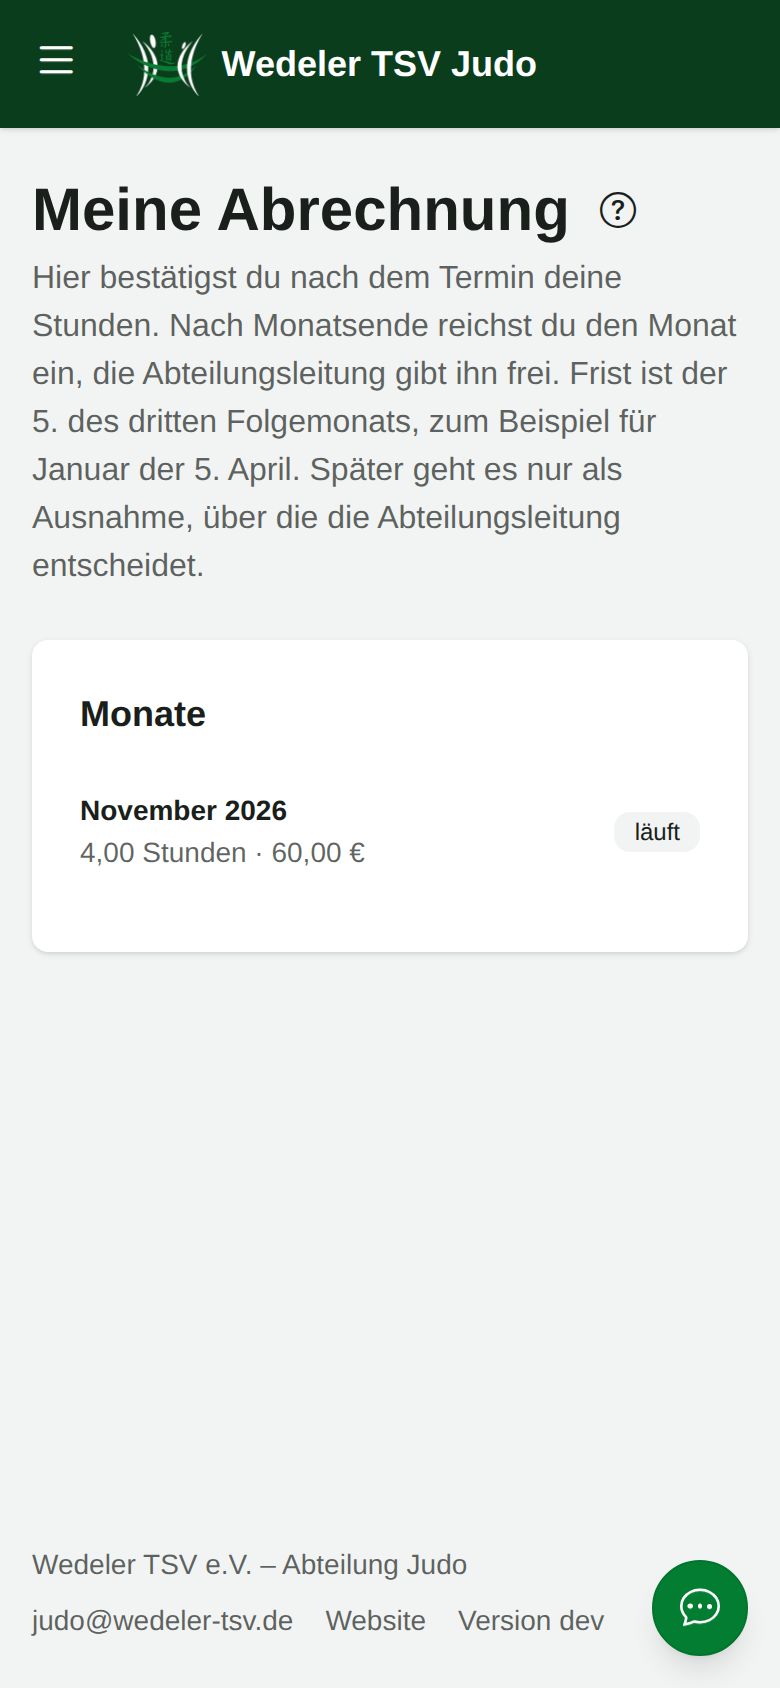 柔道
Wedeler TSV Judo
Meine Abrechnung ?
Hier bestätigst du nach dem Termin deine
Stunden. Nach Monatsende reichst du den Monat
ein, die Abteilungsleitung gibt ihn frei. Frist ist der
5. des dritten Folgemonats, zum Beispiel für
Januar der 5. April. Später geht es nur als
Ausnahme, über die die Abteilungsleitung
entscheidet.
Monate
November 2026
4,00 Stunden · 60,00 €
läuft
Wedeler TSV e.V. – Abteilung Judo
judo@wedeler-tsv.de Website Version dev